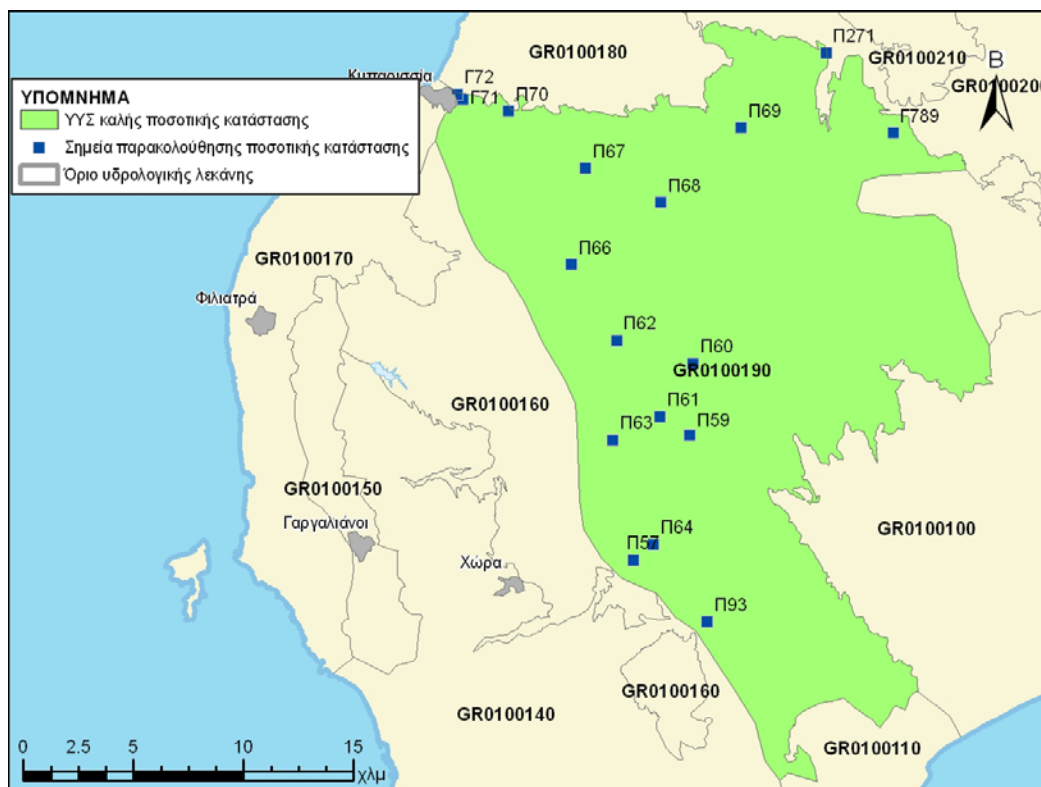 GR0100180
Π271
GR0100210
GR0100200
Β
Κυπαρισσία
Γ72
Γ71
Π70
Π69
Γ789
ΥΠΟΜΝΗΜΑ
ΥΥΣ καλής ποσοτικής κατάστασης
Σημεία παρακολούθησης ποσοτικής κατάστασης
Όριο υδρολογικής λεκάνης
Π67
Π68
GR0100170
Π66
Φιλιατρά
Π62
Π60
GR0100190
GR0100160
Π61
Π63
Π59
GR0100150
Γαργαλιάνοι
GR0100100
Π64
Π57
Χώρα
Π93
GR0100160
GR0100140
GR0100110
0 2.5 5 10 15
χλμ